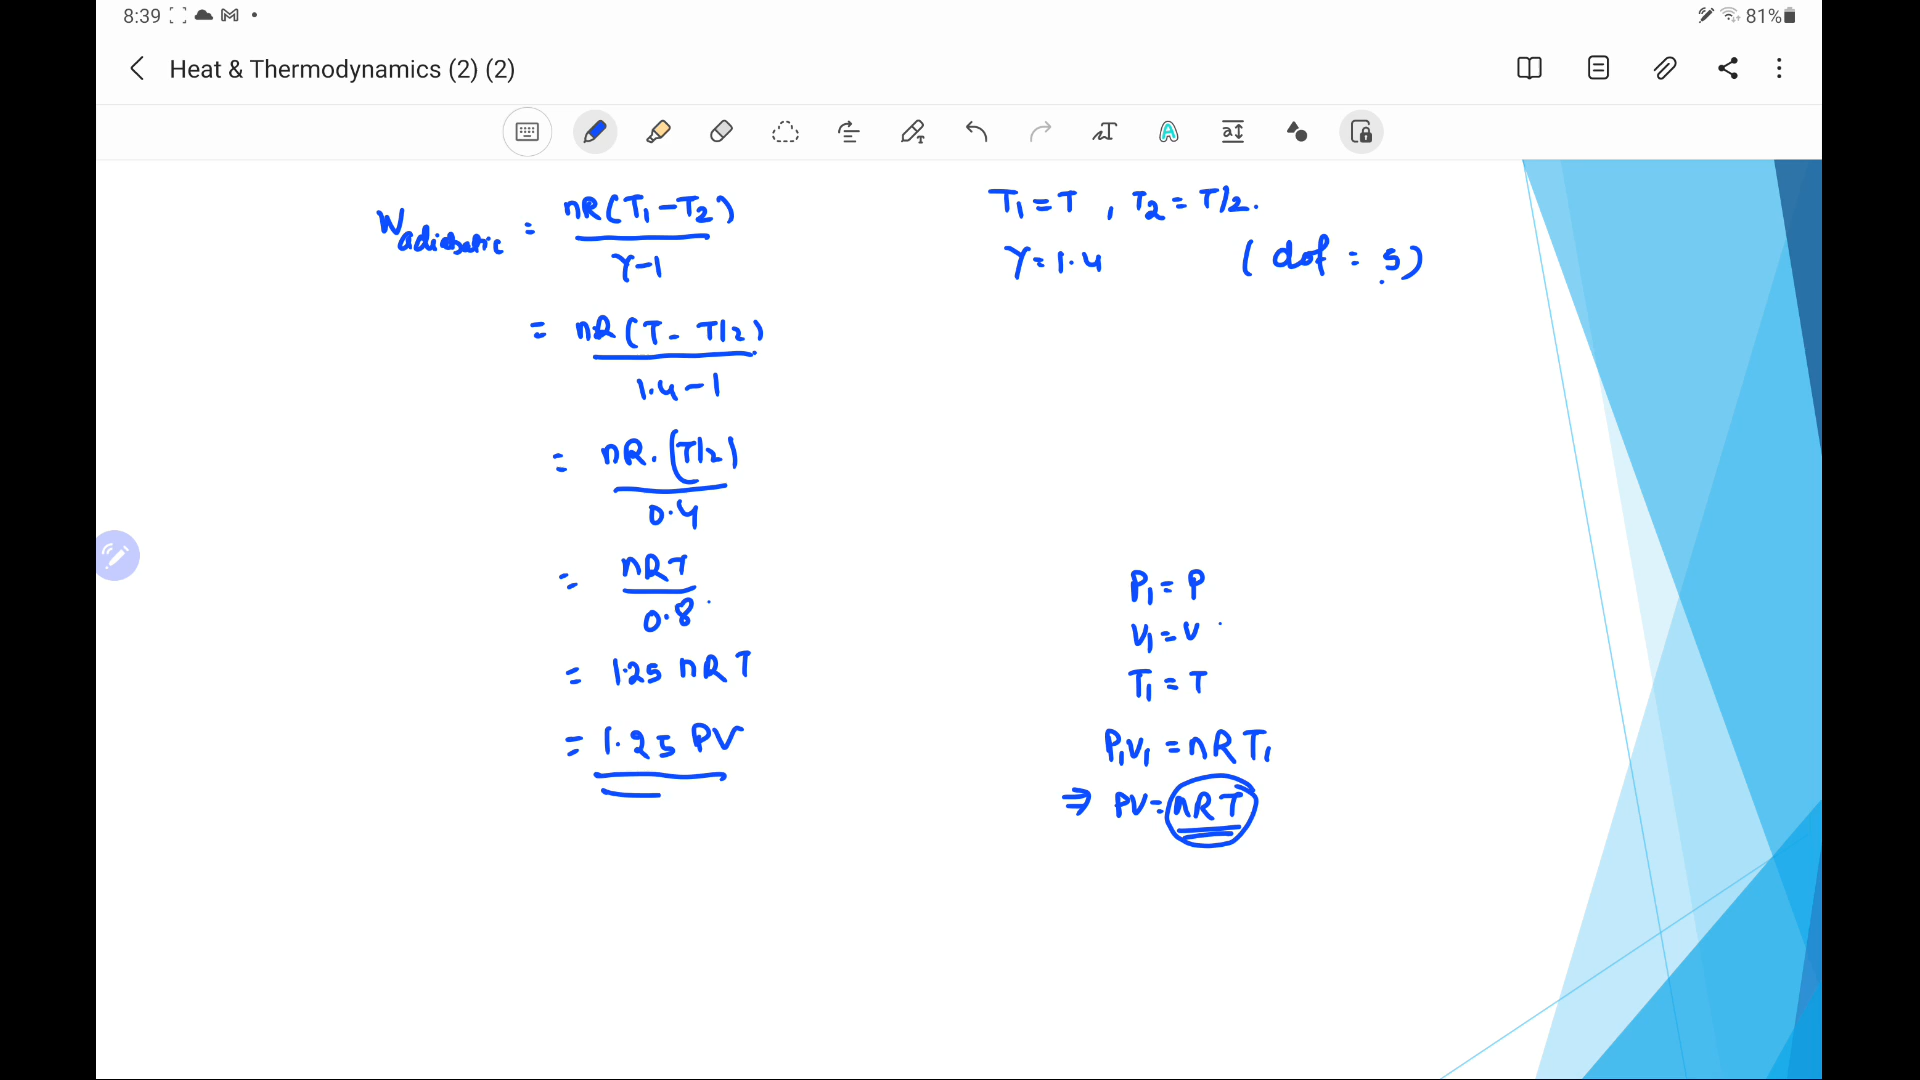 8:39
81%
Heat & Thermodynamics (2) (2)
W adiabatic = nR(T₁-T₂)
γ-1
T₁ = T , T₂ = T/2.
γ = 1.4 ( dof = 5)
= nR (T - T/2)
1.4-1
= nR. (T/2)
0.4
= nRT
0.8
= 1.25 nRT
= 1.25 PV
P₁ = P
V₁ = V
T₁ = T
P₁V₁ = nRT₁
⇒ PV = nRT